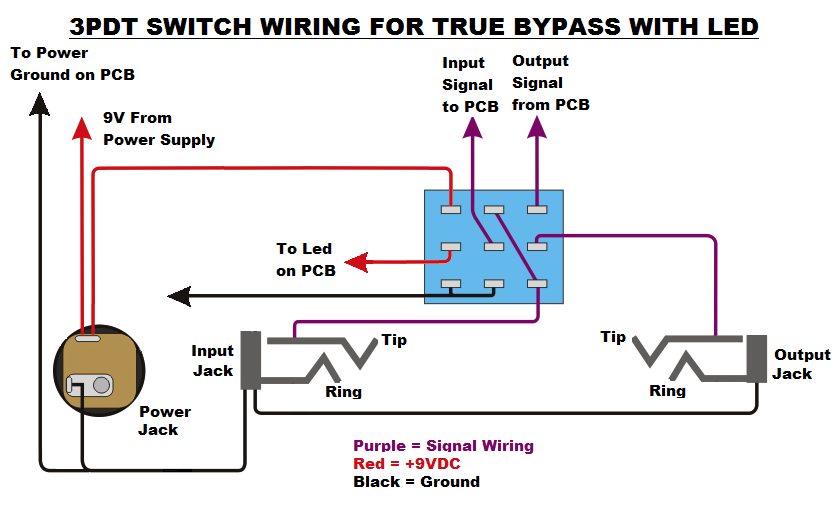 3PDT SWITCH WIRING FOR TRUE BYPASS WITH LED
To Power
Ground on PCB
9V From
Power Supply
Input
Signal
to PCB
Output
Signal
from PCB
To Led
on PCB
Input
Jack
Tip
Ring
Tip
Ring
Output
Jack
Power
Jack
Purple = Signal Wiring
Red = +9VDC
Black = Ground